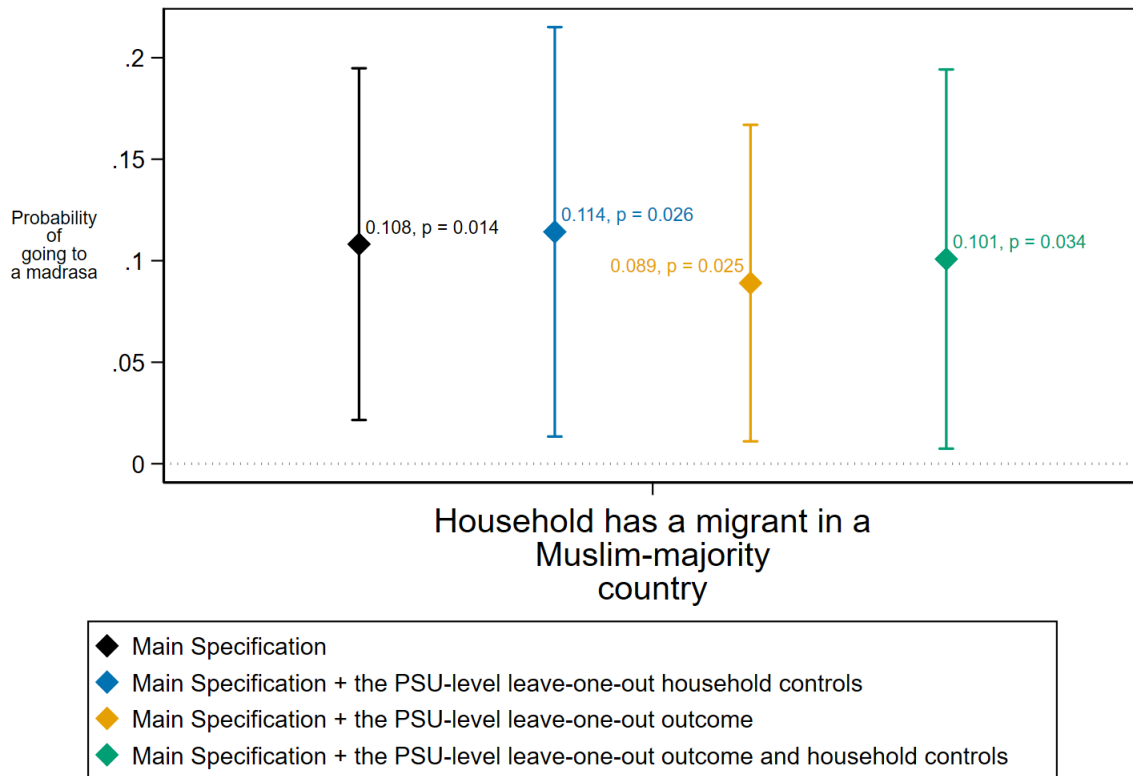 .2
.15
.1
.05
0
Probability
of
going to
a madrasa
0.108, p = 0.014
0.114, p = 0.026
0.089, p = 0.025
0.101, p = 0.034
Household has a migrant in a
Muslim-majority
country
Main Specification
Main Specification + the PSU-level leave-one-out household controls
Main Specification + the PSU-level leave-one-out outcome
Main Specification + the PSU-level leave-one-out outcome and household controls